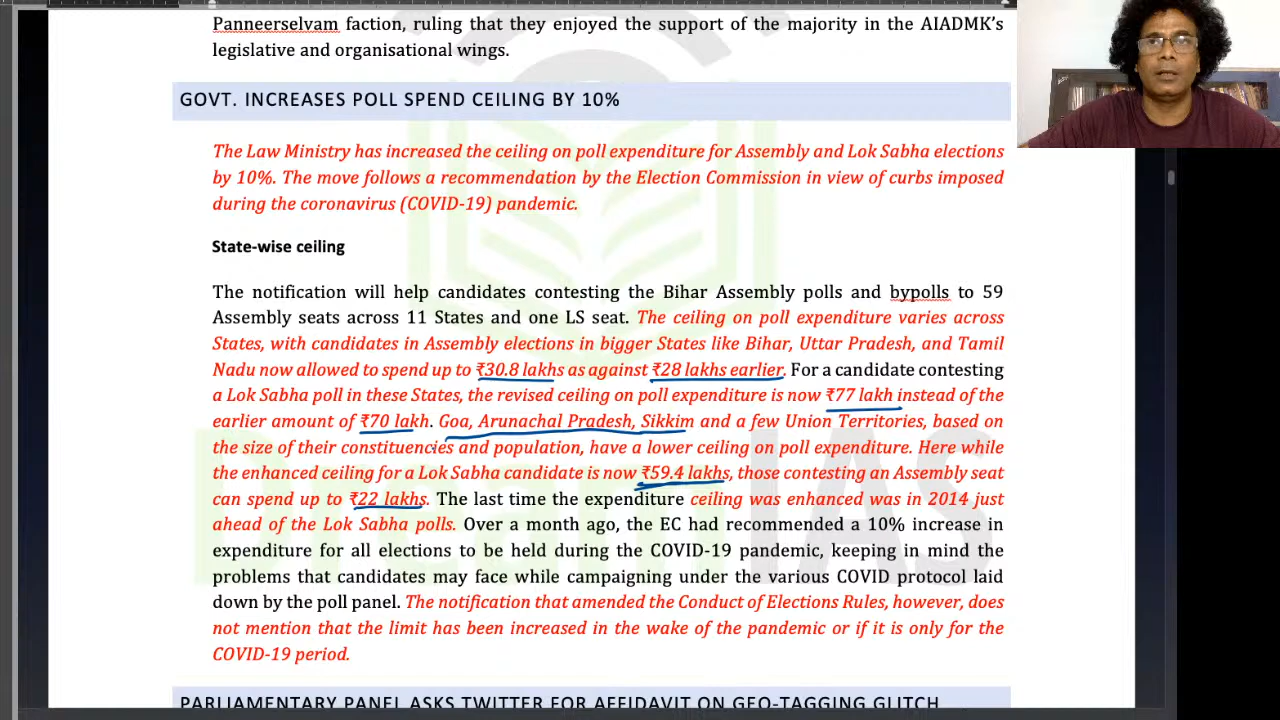 Panneerselvam faction, ruling that they enjoyed the support of the majority in the AIADMK's
legislative and organisational wings.
GOVT. INCREASES POLL SPEND CEILING BY 10%
The Law Ministry has increased the ceiling on poll expenditure for Assembly and Lok Sabha elections
by 10%. The move follows a recommendation by the Election Commission in view of curbs imposed
during the coronavirus (COVID-19) pandemic.
State-wise ceiling
The notification will help candidates contesting the Bihar Assembly polls and bypolls to 59
Assembly seats across 11 States and one LS seat. The ceiling on poll expenditure varies across
States, with candidates in Assembly elections in bigger States like Bihar, Uttar Pradesh, and Tamil
Nadu now allowed to spend up to ₹30.8 lakhs as against ₹28 lakhs earlier. For a candidate contesting
a Lok Sabha poll in these States, the revised ceiling on poll expenditure is now ₹77 lakh instead of the
earlier amount of ₹70 lakh. Goa, Arunachal Pradesh, Sikkim and a few Union Territories, based on
the size of their constituencies and population, have a lower ceiling on poll expenditure. Here while
the enhanced ceiling for a Lok Sabha candidate is now ₹59.4 lakhs, those contesting an Assembly seat
can spend up to ₹22 lakhs. The last time the expenditure ceiling was enhanced was in 2014 just
ahead of the Lok Sabha polls. Over a month ago, the EC had recommended a 10% increase in
expenditure for all elections to be held during the COVID-19 pandemic, keeping in mind the
problems that candidates may face while campaigning under the various COVID protocol laid
down by the poll panel. The notification that amended the Conduct of Elections Rules, however, does
not mention that the limit has been increased in the wake of the pandemic or if it is only for the
COVID-19 period.
PARLIAMENTARY PANEL ASKS TWITTER FOR AFFIDAVIT ON GEO-TAGGING GLITCH